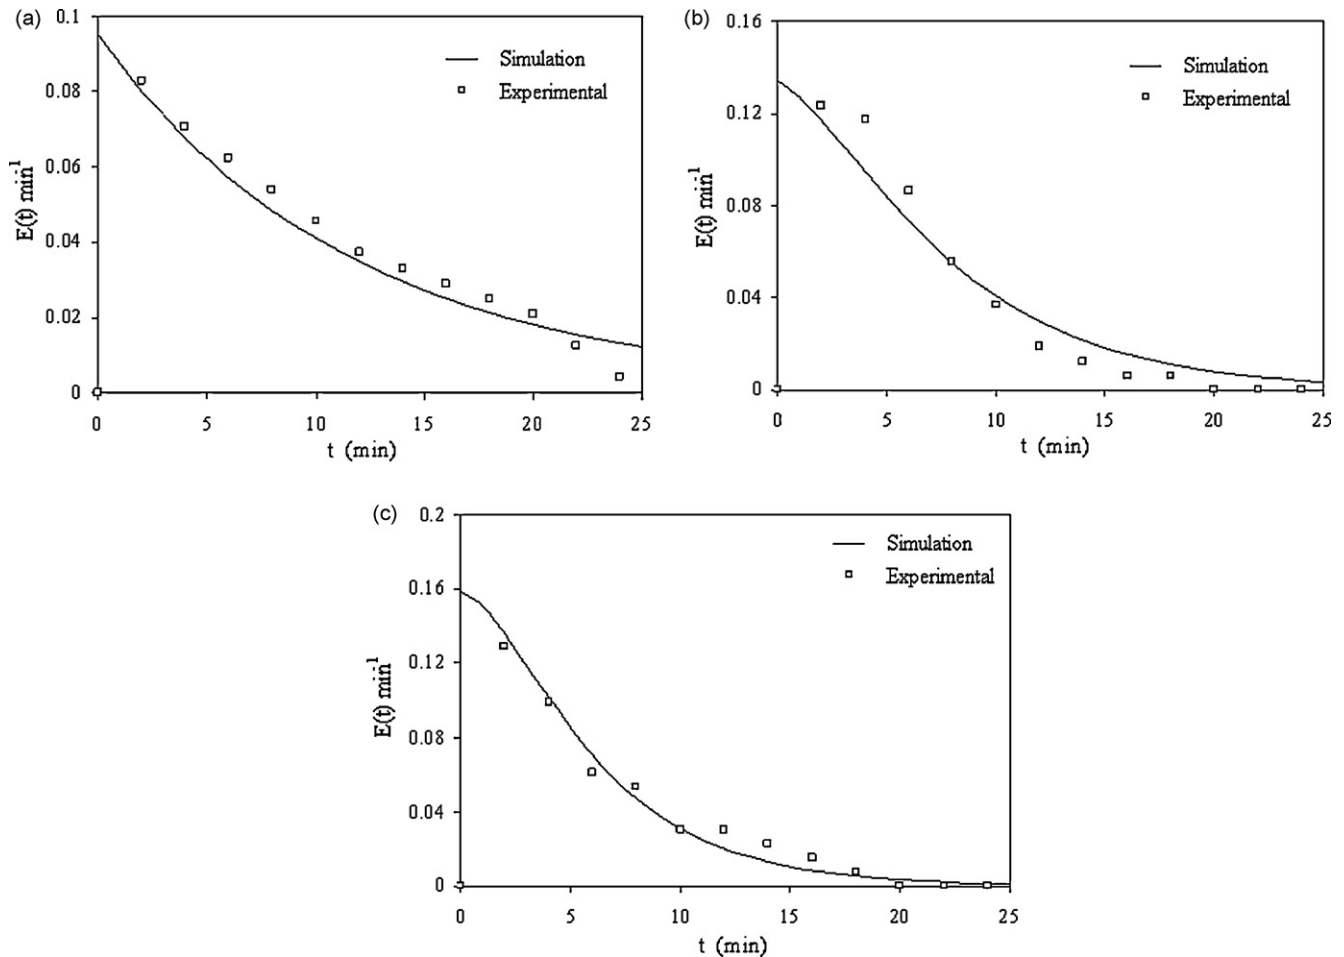 (a)
0.1
0.08
0.06
0.04
0.02
0
E(t) min-1
Simulation
Experimental
0 5 10 15 20 25
t (min)
(b)
0.16
0.12
0.08
0.04
0
E(t) min-1
Simulation
Experimental
0 5 10 15 20 25
t (min)
(c)
0.2
0.16
0.12
0.08
0.04
0
E(t) min-1
Simulation
Experimental
0 5 10 15 20 25
t (min)